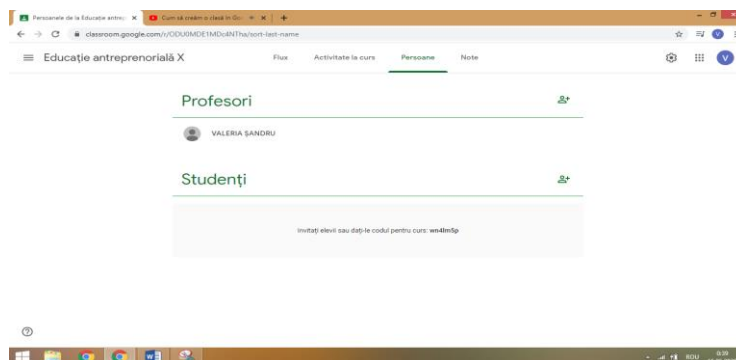 Persoanele de la Educație antrep
Cum să creăm o clasă în Goo
classroom.google.com/r/ODU0MDE1MDc4NTha/sort-last-name
Educație antreprenorială X
Flux
Activitate la curs
Persoane
Note
V
V
Profesori
VALERIA ȘANDRU
Studenți
Invitați elevii sau dați-le codul pentru curs: wn4lm5p
ROU